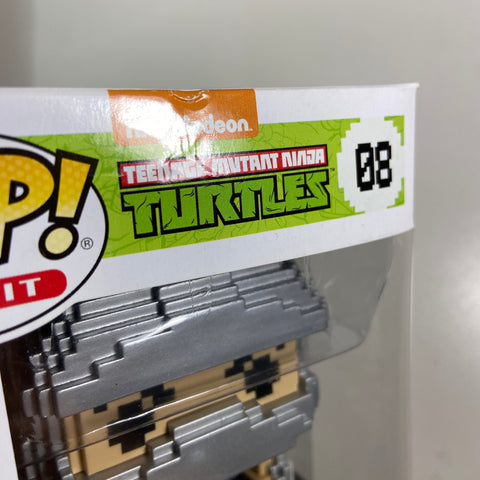 nickelodeon
TEENAGE MUTANT NINJA
TURTLES
08
P!
®
IT